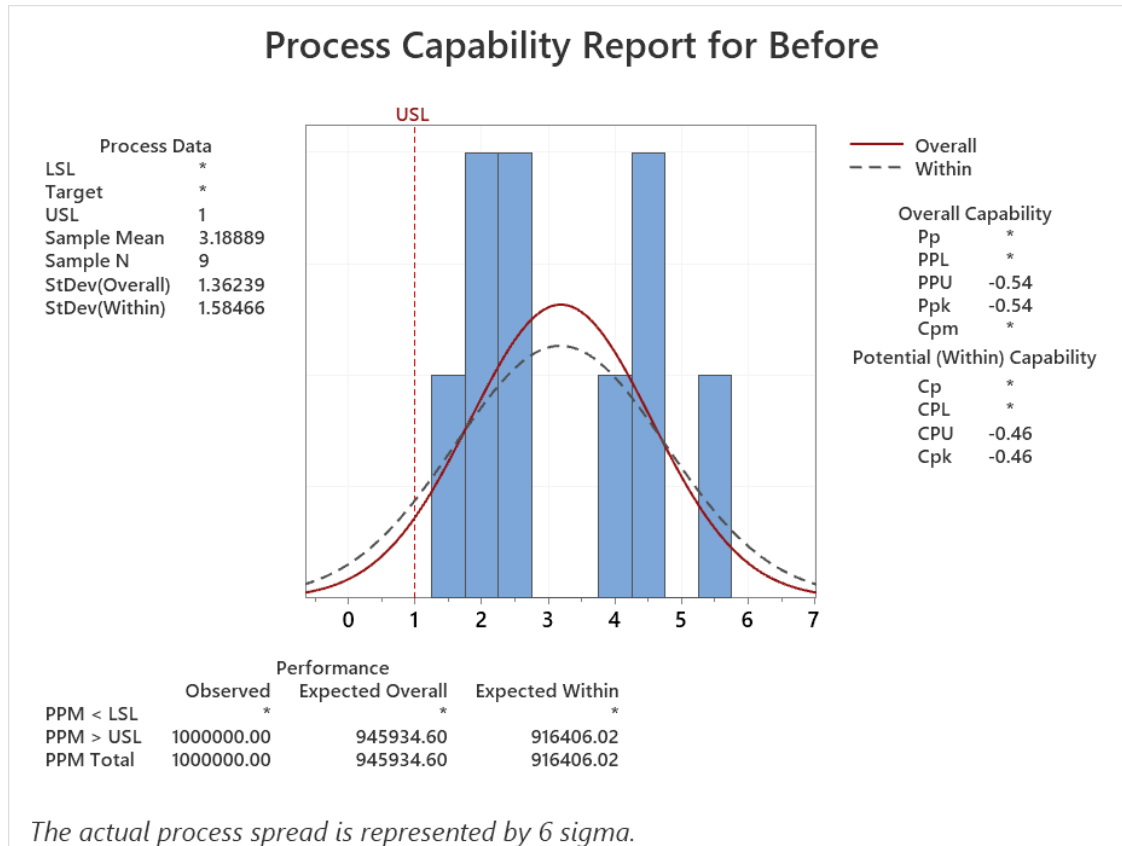 Process Capability Report for Before
USL
Process Data
LSL *
Target *
USL 1
Sample Mean 3.18889
Sample N 9
StDev(Overall) 1.36239
StDev(Within) 1.58466
Overall
Within
Overall Capability
Pp *
PPL *
PPU -0.54
Ppk -0.54
Cpm *
Potential (Within) Capability
Cp *
CPL *
CPU -0.46
Cpk -0.46
0 1 2 3 4 5 6 7
Performance
Observed Expected Overall Expected Within
PPM < LSL * * *
PPM > USL 1000000.00 945934.60 916406.02
PPM Total 1000000.00 945934.60 916406.02
The actual process spread is represented by 6 sigma.